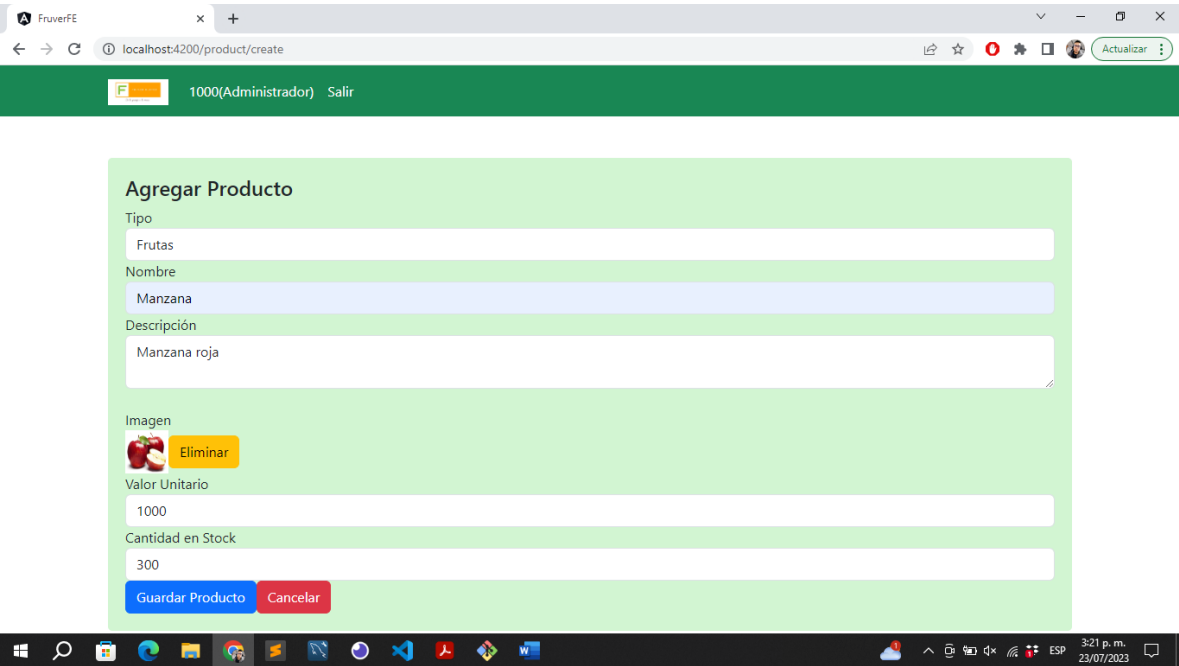 FruverFE
localhost:4200/product/create
Actualizar
F
1000(Administrador) Salir
Agregar Producto
Tipo
Frutas
Nombre
Manzana
Descripción
Manzana roja
Imagen
Eliminar
Valor Unitario
1000
Cantidad en Stock
300
Guardar Producto Cancelar
ESP
3:21 p. m.
23/07/2023